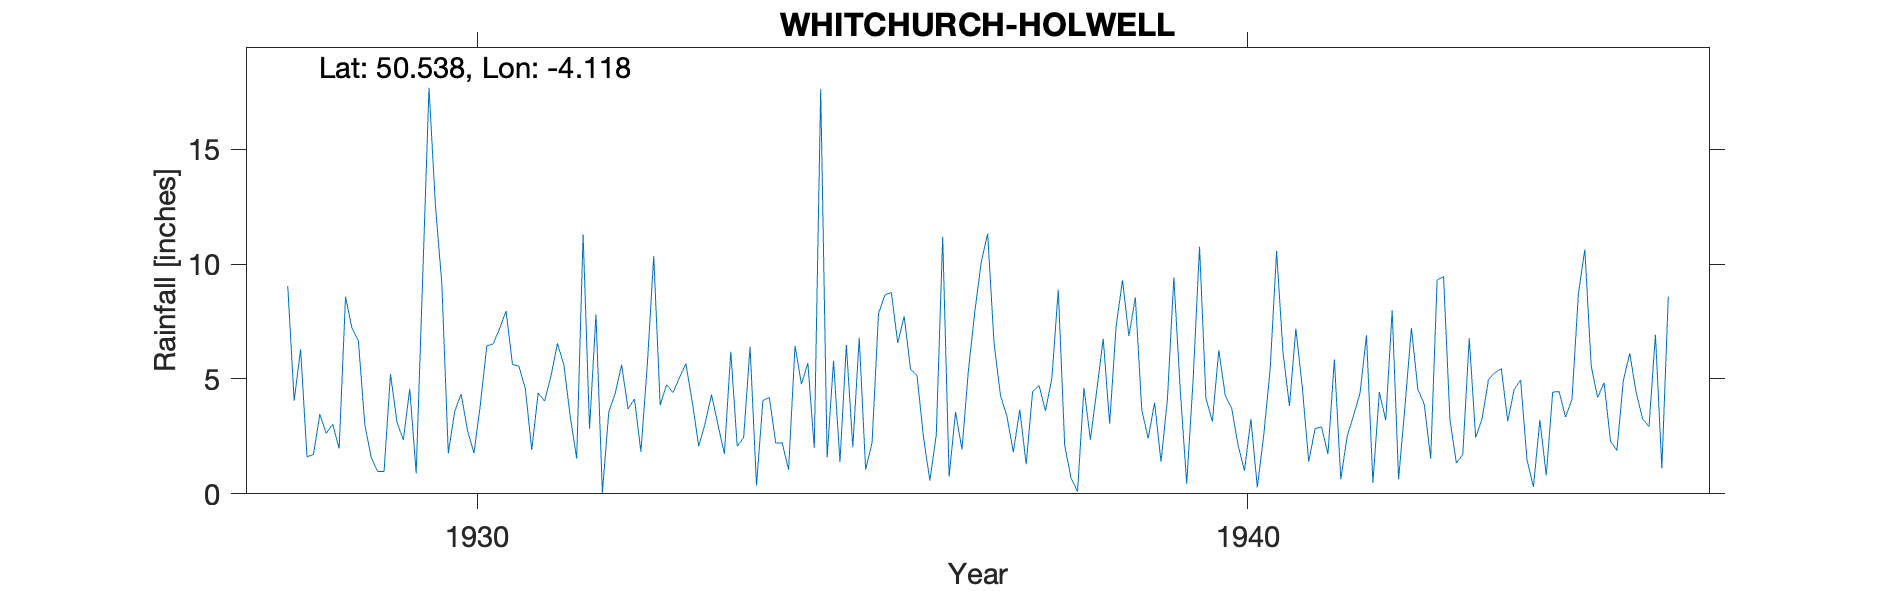 WHITCHURCH-HOLWELL
Lat: 50.538, Lon: -4.118
Rainfall [inches]
15
10
5
0
1930
1940
Year